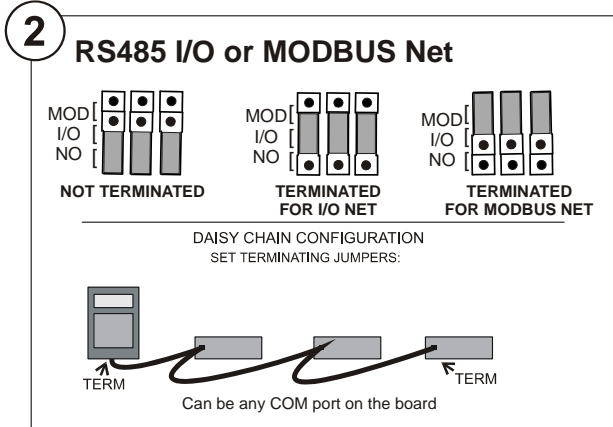 2
RS485 I/O or MODBUS Net
MOD
I/O
NO
NOT TERMINATED
MOD
I/O
NO
TERMINATED
FOR I/O NET
MOD
I/O
NO
TERMINATED
FOR MODBUS NET
DAISY CHAIN CONFIGURATION
SET TERMINATING JUMPERS:
TERM
TERM
Can be any COM port on the board